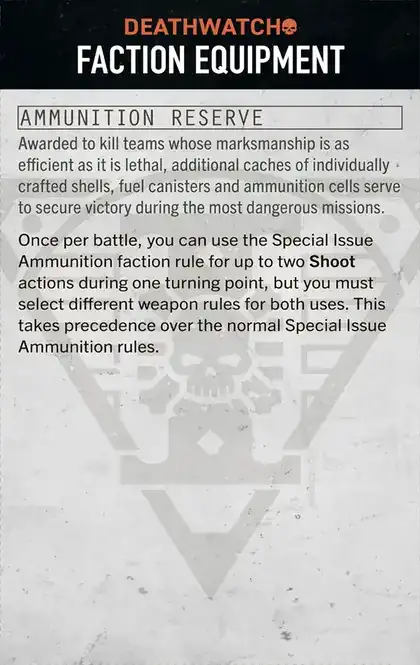 DEATHWATCH
FACTION EQUIPMENT
AMMUNITION RESERVE
Awarded to kill teams whose marksmanship is as
efficient as it is lethal, additional caches of individually
crafted shells, fuel canisters and ammunition cells serve
to secure victory during the most dangerous missions.
Once per battle, you can use the Special Issue
Ammunition faction rule for up to two Shoot
actions during one turning point, but you must
select different weapon rules for both uses. This
takes precedence over the normal Special Issue
Ammunition rules.